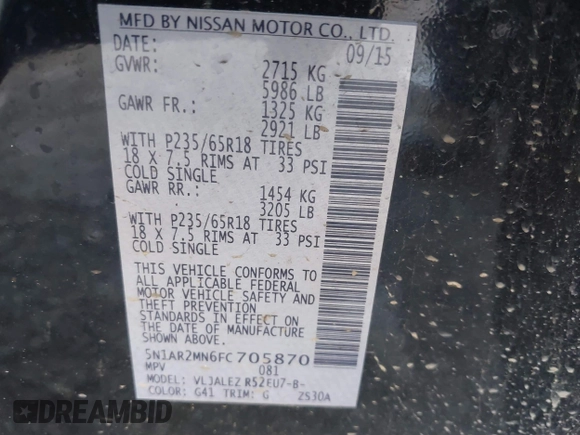 MFD BY NISSAN MOTOR CO., LTD.
DATE: 09/15
GVWR: 2715 KG
5986 LB
GAWR FR.: 1325 KG
2921 LB
WITH P235/65R18 TIRES
18 X 7.5 RIMS AT 33 PSI
COLD SINGLE
GAWR RR.: 1454 KG
3205 LB
WITH P235/65R18 TIRES
18 X 7.5 RIMS AT 33 PSI
COLD SINGLE
THIS VEHICLE CONFORMS TO
ALL APPLICABLE FEDERAL
MOTOR VEHICLE SAFETY AND
THEFT PREVENTION
STANDARDS IN EFFECT ON
THE DATE OF MANUFACTURE
SHOWN ABOVE.
5N1AR2MN6FC705870
MPV 081
MODEL: VLJALEZ R52EU7-B-
COLOR: G41 TRIM: G 2S30A
DREAMBID